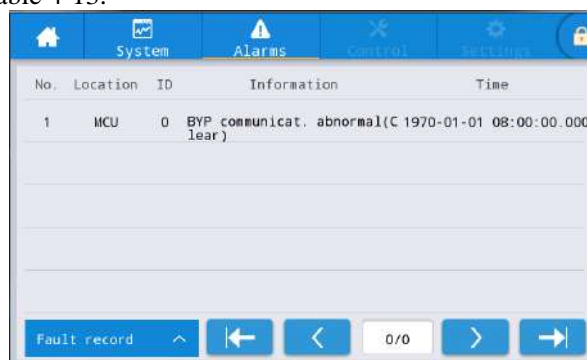 able 4-13.
System Alarms Control Settings
No. Location ID Information Time
1 MCU 0 BYP communicat. abnormal(C 1970-01-01 08:00:00.000
lear)
Fault record 0/0